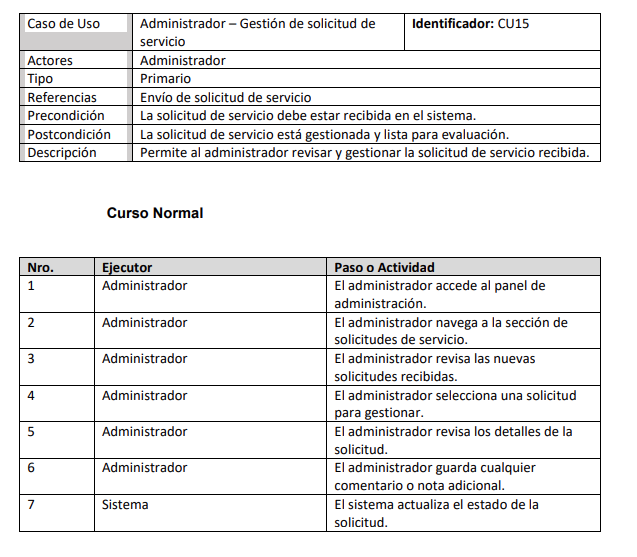 Caso de Uso Administrador – Gestión de solicitud de servicio Identificador: CU15
Actores Administrador
Tipo Primario
Referencias Envío de solicitud de servicio
Precondición La solicitud de servicio debe estar recibida en el sistema.
Postcondición La solicitud de servicio está gestionada y lista para evaluación.
Descripción Permite al administrador revisar y gestionar la solicitud de servicio recibida.
Curso Normal
Nro. Ejecutor Paso o Actividad
1 Administrador El administrador accede al panel de
administración.
2 Administrador El administrador navega a la sección de
solicitudes de servicio.
3 Administrador El administrador revisa las nuevas
solicitudes recibidas.
4 Administrador El administrador selecciona una solicitud
para gestionar.
5 Administrador El administrador revisa los detalles de la
solicitud.
6 Administrador El administrador guarda cualquier
comentario o nota adicional.
7 Sistema El sistema actualiza el estado de la
solicitud.